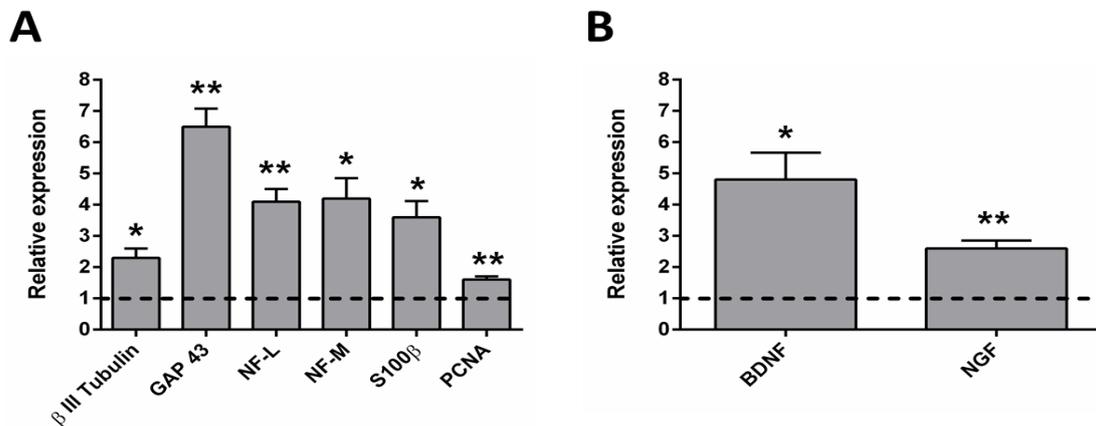 A
B
Relative expression
8
7
6
5
4
3
2
1
0
*
**
**
*
*
**
β III Tubulin
GAP 43
NF-L
NF-M
S100β
PCNA
Relative expression
8
7
6
5
4
3
2
1
0
*
**
BDNF
NGF